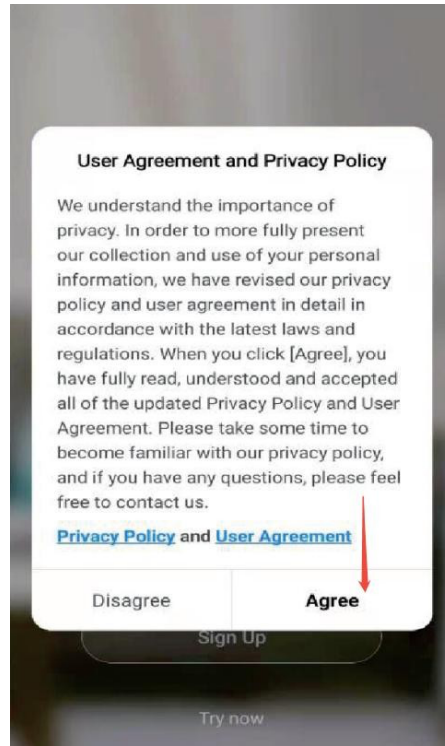 User Agreement and Privacy Policy
We understand the importance of
privacy. In order to more fully present
our collection and use of your personal
information, we have revised our privacy
policy and user agreement in detail in
accordance with the latest laws and
regulations. When you click [Agree], you
have fully read, understood and accepted
all of the updated Privacy Policy and User
Agreement. Please take some time to
become familiar with our privacy policy,
and if you have any questions, please feel
free to contact us.
Privacy Policy and User Agreement
Disagree
Agree
Sign Up
Try now